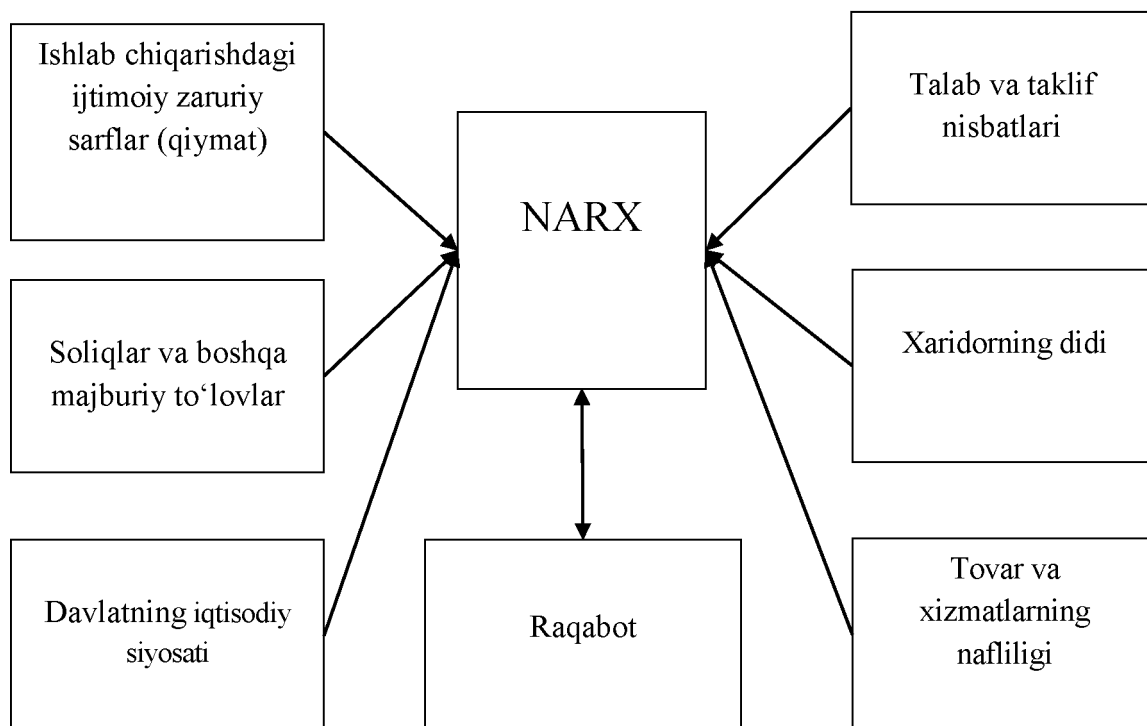 Ishlab chiqarishdagi
ijtimoiy zaruriy
sarflar (qiymat)
Talab va taklif
nisbatlari
NARX
Soliqlar va boshqa
majburiy to‘lovlar
Xaridorning didi
Davlatning iqtisodiy
siyosati
Raqabot
Tovar va
xizmatlarning
nafliligi